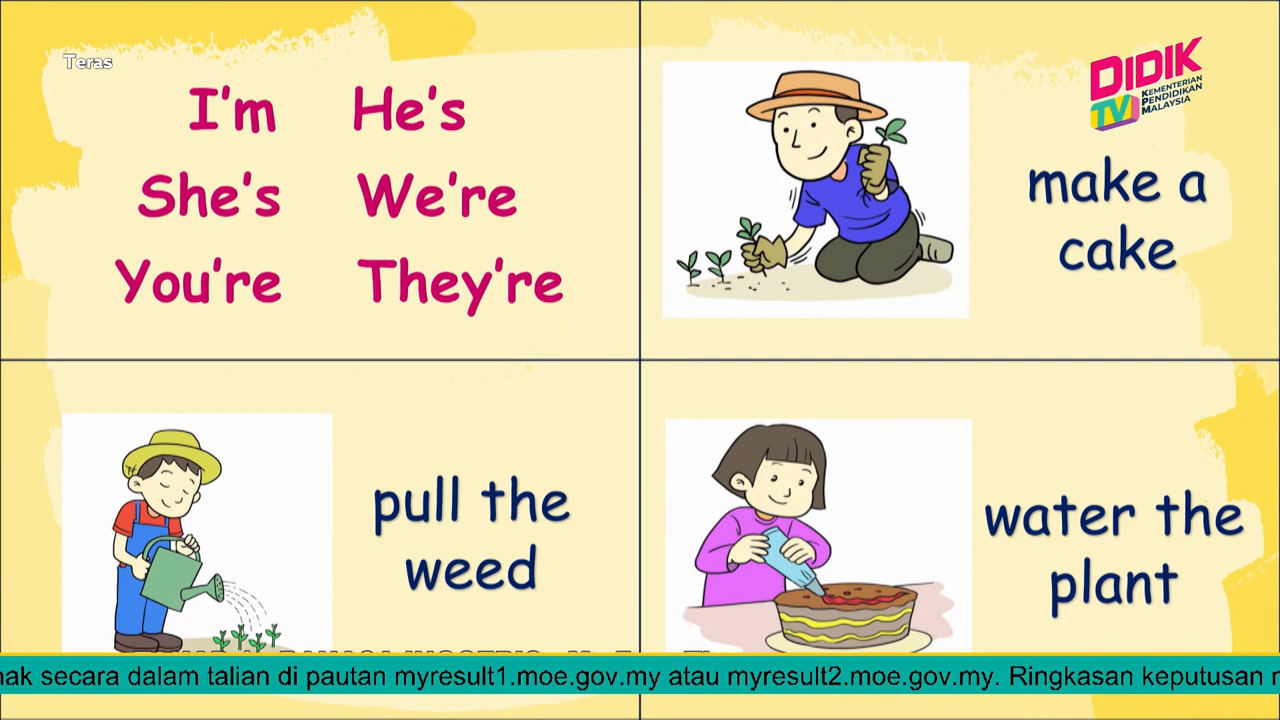 Teras
I'm He's
She's We're
You're They're
DIDIK
TV
KEMENTERIAN
PENDIDIKAN
MALAYSIA
make a
cake
pull the
weed
water the
plant
secara dalam talian di pautan myresult1.moe.gov.my atau myresult2.moe.gov.my. Ringkasan keputusan